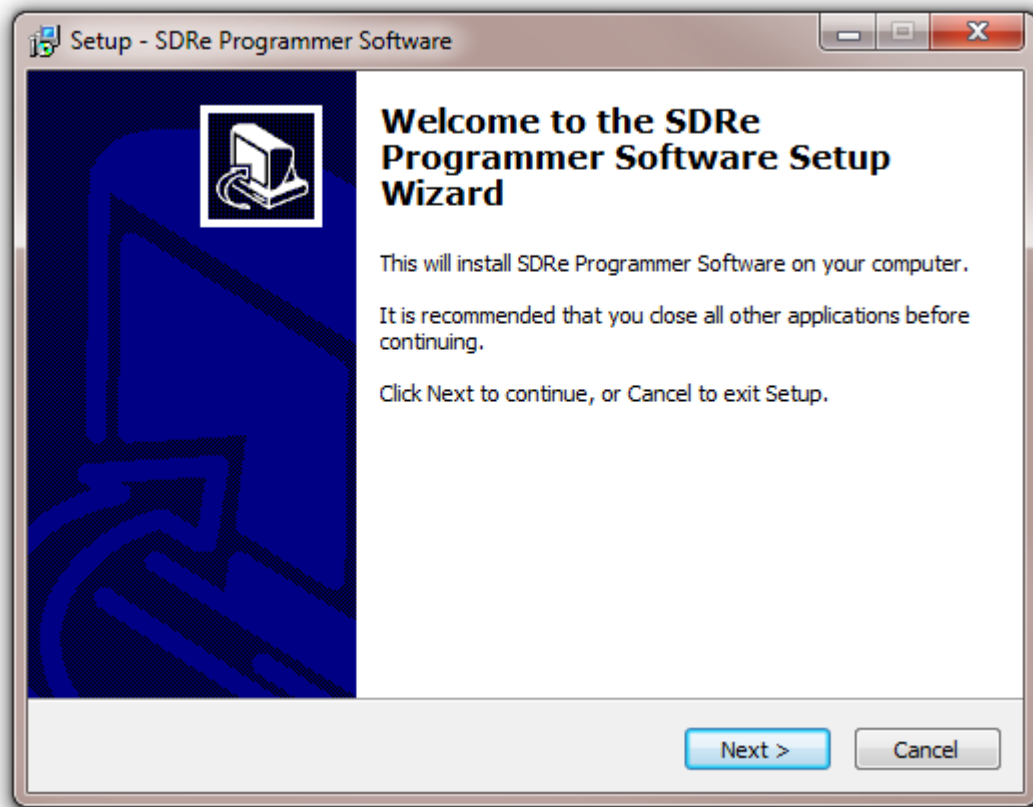 Setup - SDRe Programmer Software
Welcome to the SDRe
Programmer Software Setup
Wizard
This will install SDRe Programmer Software on your computer.
It is recommended that you close all other applications before
continuing.
Click Next to continue, or Cancel to exit Setup.
Next >
Cancel